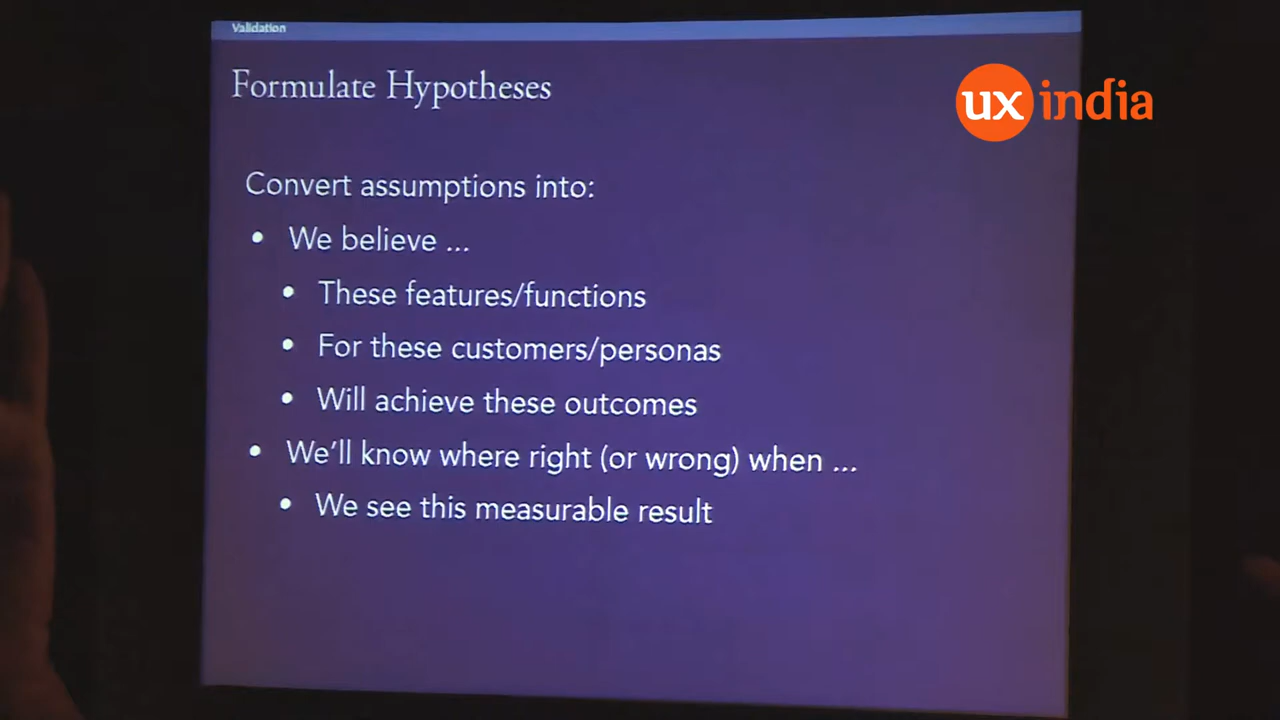 Validation
Formulate Hypotheses
ux india
Convert assumptions into:
• We believe ...
• These features/functions
• For these customers/personas
• Will achieve these outcomes
• We'll know where right (or wrong) when ...
• We see this measurable result